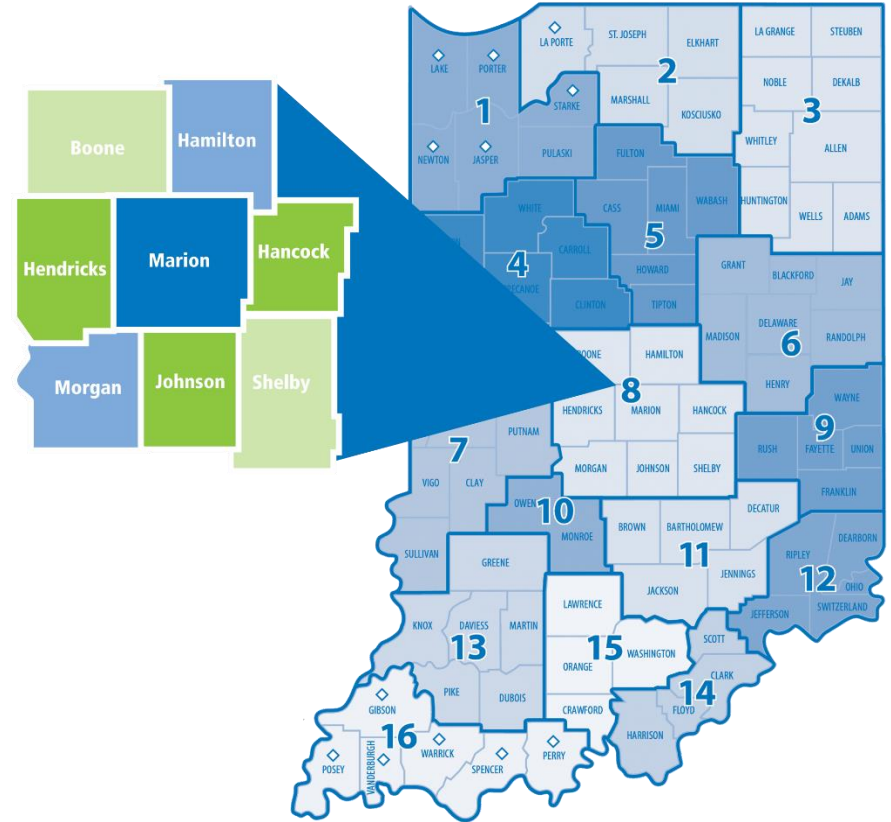 Boone
Hamilton
Hendricks
Marion
Hancock
Morgan
Johnson
Shelby
LAKE
PORTER
LA PORTE
ST. JOSEPH
ELKHART
LA GRANGE
STEUBEN
1
STARKE
2
MARSHALL
KOSCIUSKO
NOBLE
DEKALB
3
NEWTON
JASPER
PULASKI
FULTON
WHITLEY
ALLEN
WHITE
CASS
MIAMI
WABASH
HUNTINGTON
WELLS
ADAMS
4
CARROLL
5
HOWARD
GRANT
BLACKFORD
JAY
CLINTON
TIPTON
MADISON
DELAWARE
6
RANDOLPH
HENRY
HAMILTON
8
HENDRICKS
MARION
HANCOCK
MORGAN
JOHNSON
SHELBY
WAYNE
9
RUSH
FAYETTE
UNION
FRANKLIN
7
PUTNAM
VIGO
CLAY
SULLIVAN
OWEN
10
MONROE
BROWN
BARTHOLOMEW
DECATUR
11
JENNINGS
JACKSON
DEARBORN
RIPLEY
12
OHIO
SWITZERLAND
JEFFERSON
GREENE
KNOX
DAVIESS
MARTIN
13
PIKE
DUBOIS
LAWRENCE
15
WASHINGTON
ORANGE
CRAWFORD
SCOTT
CLARK
14
FLOYD
HARRISON
GIBSON
16
POSEY
VANDERBURGH
WARRICK
SPENCER
PERRY